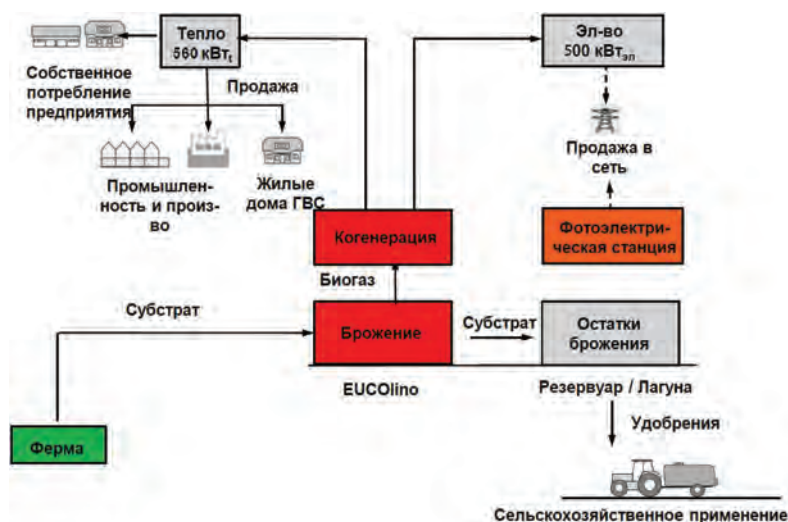 Тепло
560 кВтt
Эл-во
500 кВтэл
Собственное
потребление
предприятия
Продажа
Промышлен-
ность и произ-
во
Жилые
дома ГВС
Продажа в
сеть
Когенерация
Фотоэлектри-
ческая станция
Биогаз
Субстрат
Брожение
Субстрат
Остатки
брожения
EUCOlino
Резервуар / Лагуна
Удобрения
Ферма
Сельскохозяйственное применение